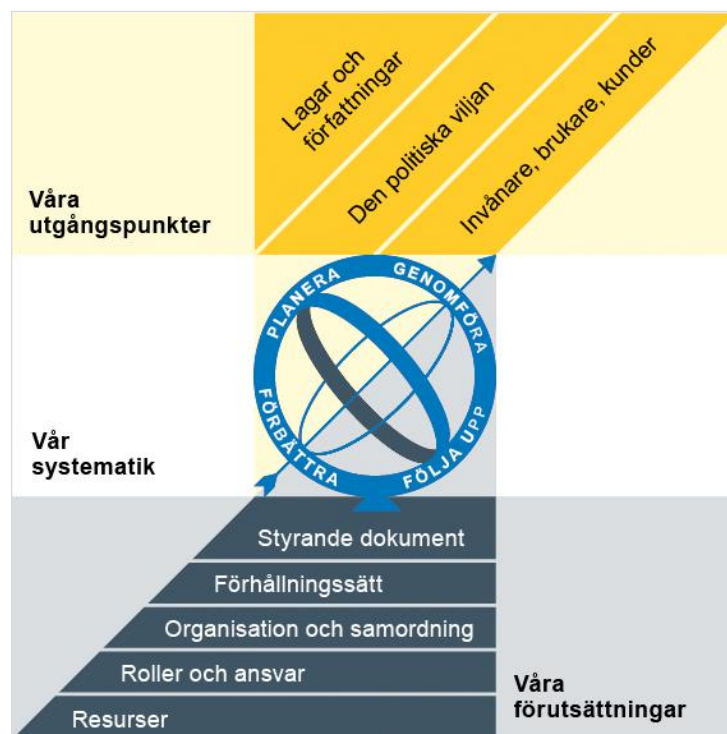 Lagar och
författningar
Den politiska viljan
Invånare, brukare, kunder
Våra
utgångspunkter
PLANERA
GENOMFÖRA
FÖLJA UPP
FÖRBÄTTRA
Vår
systematik
Styrande dokument
Förhållningssätt
Organisation och samordning
Roller och ansvar
Resurser
Våra
förutsättningar